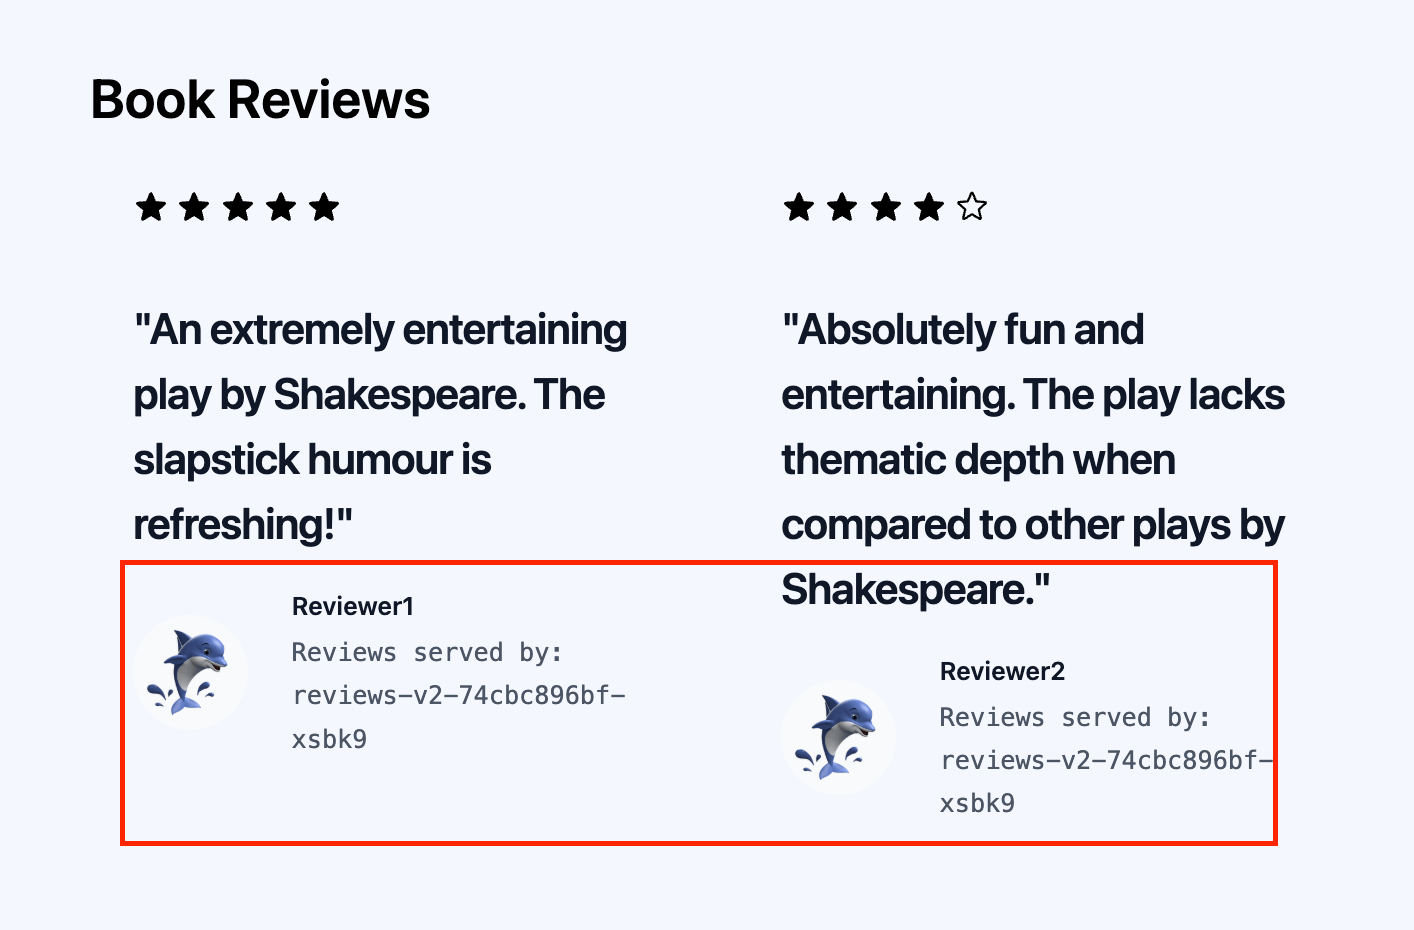 Book Reviews
"An extremely entertaining
play by Shakespeare. The
slapstick humour is
refreshing!"
Reviewer1
Reviews served by:
reviews-v2-74cbc896bf-
xsbk9
"Absolutely fun and
entertaining. The play lacks
thematic depth when
compared to other plays by
Shakespeare."
Reviewer2
Reviews served by:
reviews-v2-74cbc896bf-
xsbk9